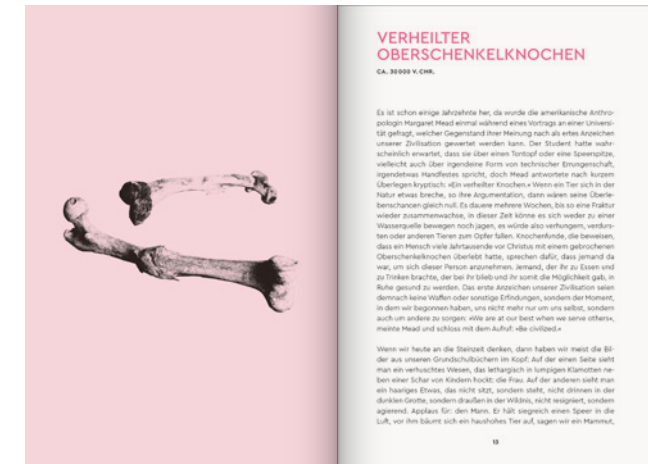 VERHEILTER
OBERSCHENKELKNOCHEN
CA. 30000 V. CHR.
Es ist schon einige Jahrzehnte her, da wurde die amerikanische Anthro-
pologin Margaret Mead einmal während eines Vortrags an einer Universi-
tät gefragt, welcher Gegenstand ihrer Meinung nach als ertes Anzeichen
unserer Zivilisation gewertet werden kann. Der Student hatte wahr-
scheinlich erwartet, dass sie über einen Tontopf oder eine Speerspitze,
vielleicht auch über irgendeine Form von technischer Errungenschaft,
irgendetwas Handfestes spricht, doch Mead antwortete nach kurzem
Überlegen kryptisch: »Ein verheilter Knochen.« Wenn ein Tier sich in der
Natur etwas breche, so ihre Argumentation, dann wären seine Überle-
benschancen gleich null. Es dauere mehrere Wochen, bis so eine Fraktur
wieder zusammenwachse, in dieser Zeit könne es sich weder zu einer
Wasserquelle bewegen noch jagen, es würde also verhungern, verdurs-
ten oder anderen Tieren zum Opfer fallen. Knochenfunde, die beweisen,
dass ein Mensch viele Jahrtausende vor Christus mit einem gebrochenen
Oberschenkelknochen überlebt hatte, sprechen dafür, dass jemand da
war, um sich dieser Person anzunehmen. Jemand, der ihr zu Essen und
zu Trinken brachte, der bei ihr blieb und ihr somit die Möglichkeit gab, in
Ruhe gesund zu werden. Das erste Anzeichen unserer Zivilisation seien
demnach keine Waffen oder sonstige Erfindungen, sondern der Moment,
in dem wir begonnen haben, uns nicht mehr nur um uns selbst, sondern
auch um andere zu sorgen: »We are at our best when we serve others«,
meinte Mead und schloss mit dem Aufruf: »Be civilized.«
Wenn wir heute an die Steinzeit denken, dann haben wir meist die Bil-
der aus unseren Grundschulbüchern im Kopf: Auf der einen Seite sieht
man ein verhuschtes Wesen, das lethargisch in lumpigen Klamotten ne-
ben einer Schar von Kindern hockt: die Frau. Auf der anderen sieht man
ein haariges Etwas, das nicht sitzt, sondern steht, nicht drinnen in der
dunklen Grotte, sondern draußen in der Wildnis, nicht resigniert, sondern
agierend. Applaus für: den Mann. Er hält siegreich einen Speer in die
Luft, vor ihm bäumt sich ein haushohes Tier auf, sagen wir ein Mammut,
13